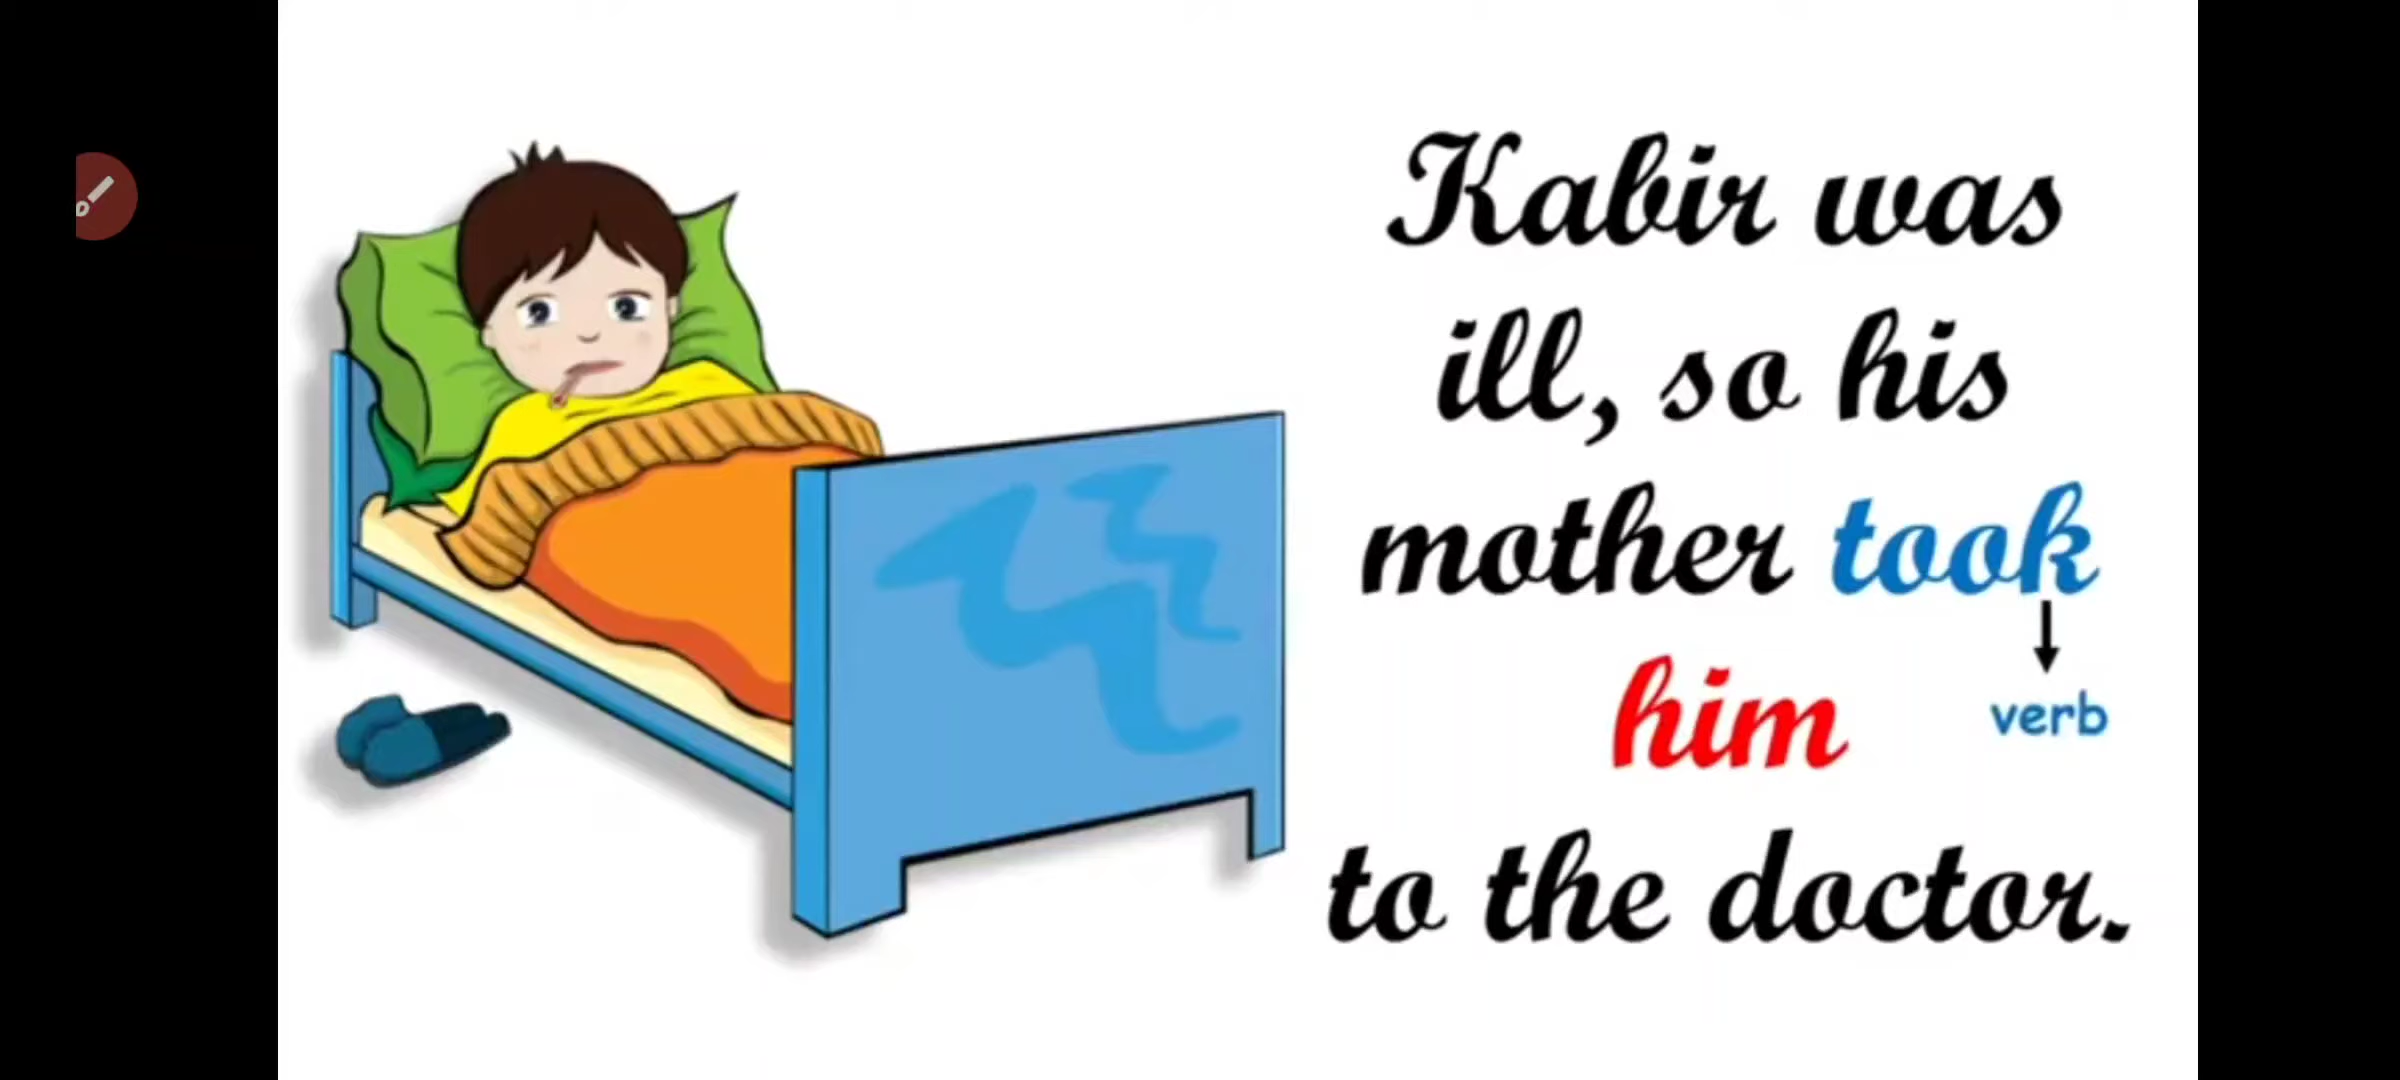 Kabir was
ill, so his
mother took
him
verb
to the doctor.